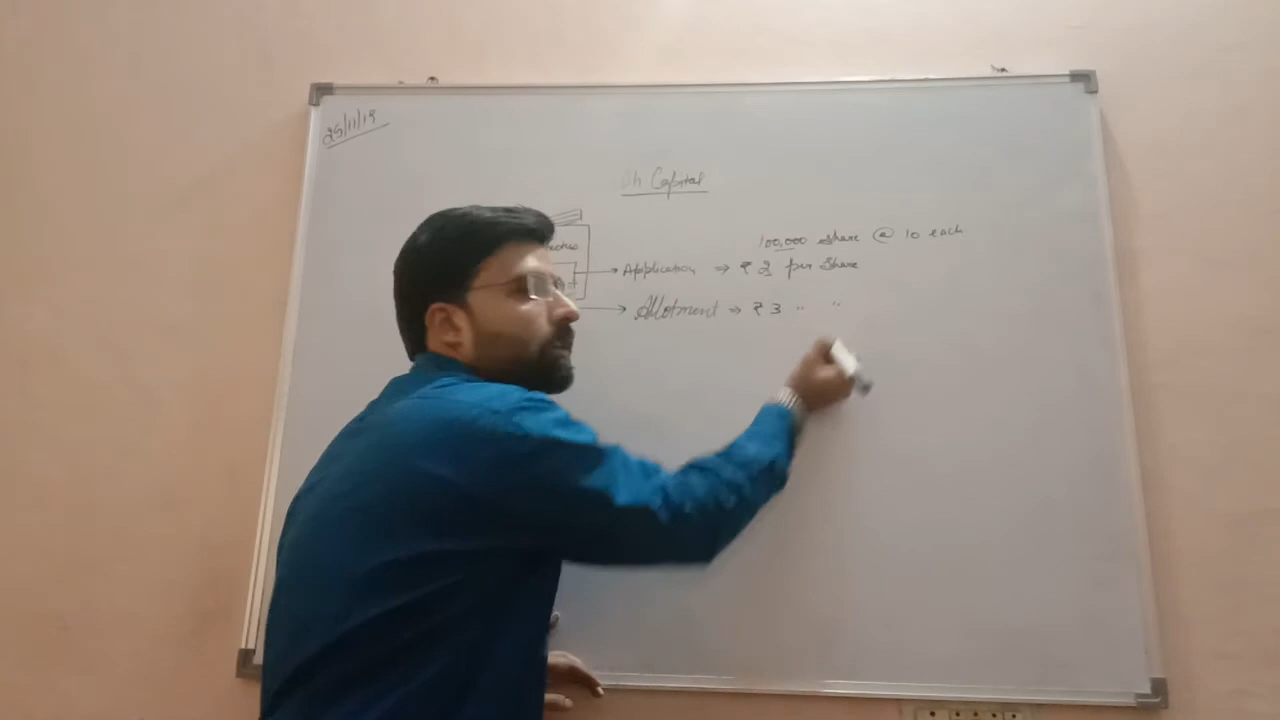 25/11/19
Sh Capital
100,000 share @ 10 each
Application ⇒ ₹ 2 per share
Allotment ⇒ ₹ 3 " "